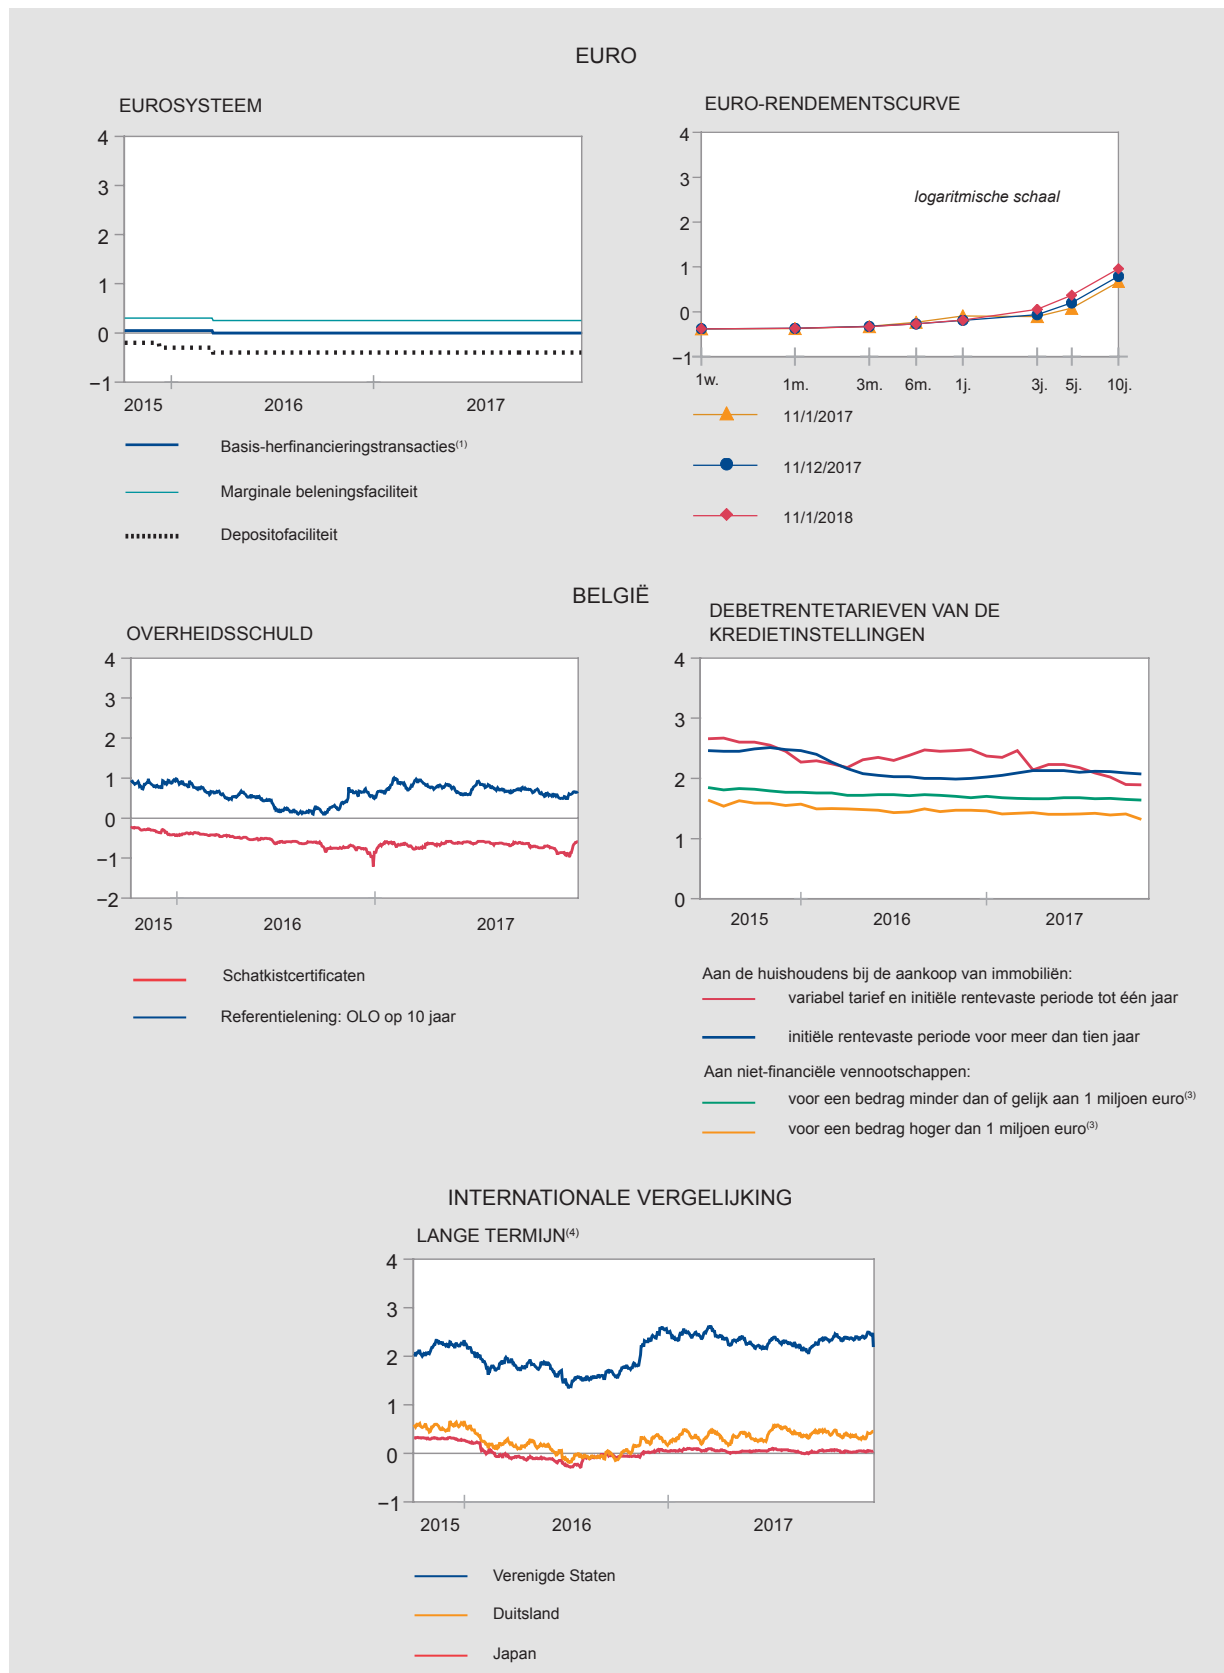 EURO
EUROSYSTEEM
4
3
2
1
0
−1
2015 2016 2017
Basis-herfinancieringstransacties(1)
Marginale beleningsfaciliteit
Depositofaciliteit
EURO-RENDEMENTSCURVE
4
3
2
1
0
−1
logaritmische schaal
1w. 1m. 3m. 6m. 1j. 3j. 5j. 10j.
11/1/2017
11/12/2017
11/1/2018
BELGIË
OVERHEIDSSCHULD
4
3
2
1
0
−1
−2
2015 2016 2017
Schatkistcertificaten
Referentielening: OLO op 10 jaar
DEBETRENTETARIEVEN VAN DE
KREDIETINSTELLINGEN
4
3
2
1
0
2015 2016 2017
Aan de huishoudens bij de aankoop van immobiliën:
variabel tarief en initiële rentevaste periode tot één jaar
initiële rentevaste periode voor meer dan tien jaar
Aan niet-financiële vennootschappen:
voor een bedrag minder dan of gelijk aan 1 miljoen euro(3)
voor een bedrag hoger dan 1 miljoen euro(3)
INTERNATIONALE VERGELIJKING
LANGE TERMIJN(4)
4
3
2
1
0
−1
2015 2016 2017
Verenigde Staten
Duitsland
Japan